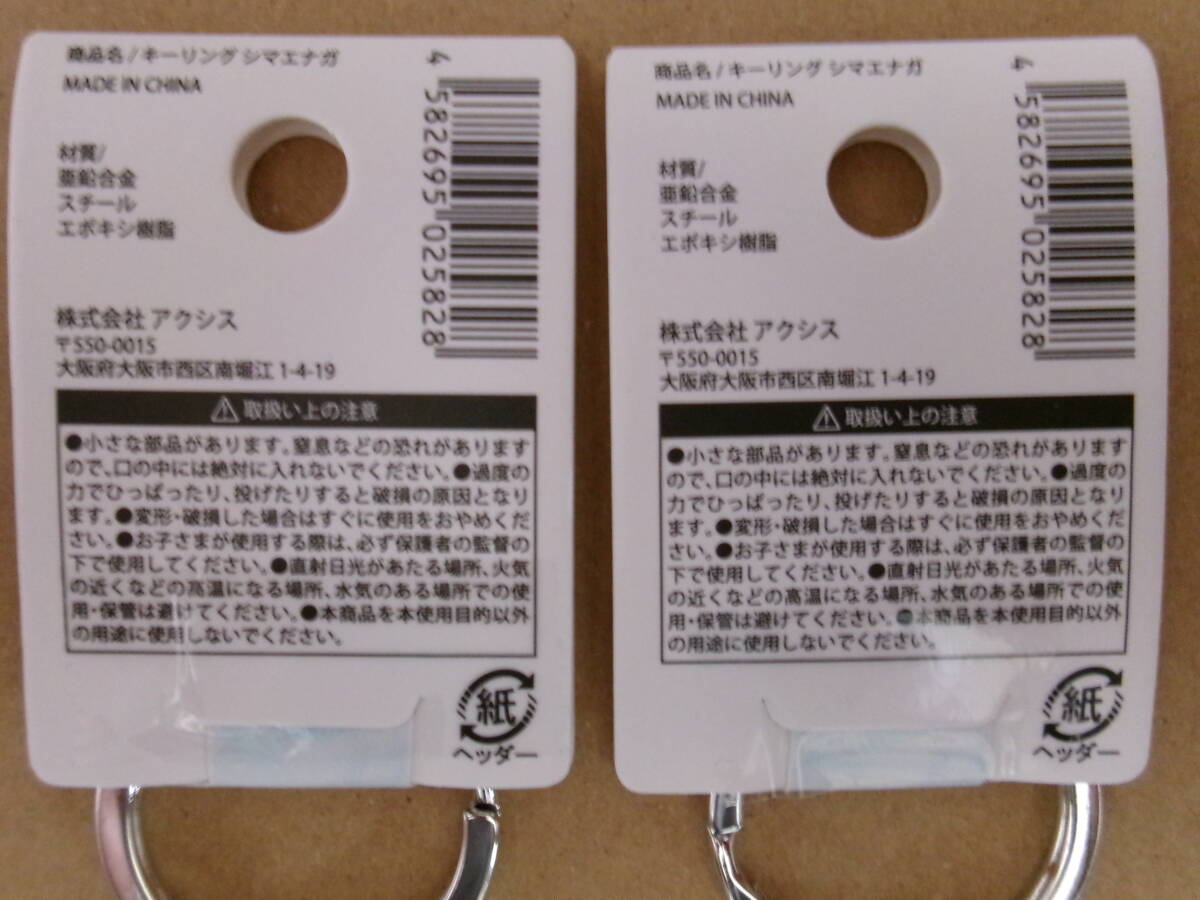 商品名/キーリング シマエナガ
MADE IN CHINA
材質/
亜鉛合金
スチール
エポキシ樹脂
4 582695 025828
株式会社 アクシス
〒550-0015
大阪府大阪市西区南堀江 1-4-19
⚠ 取扱い上の注意
●小さな部品があります。窒息などの恐れがあります
ので、口の中には絶対に入れないでください。●過度の
力でひっぱったり、投げたりすると破損の原因となり
ます。●変形・破損した場合はすぐに使用をおやめくだ
さい。●お子さまが使用する際は、必ず保護者の監督の
下で使用してください。●直射日光があたる場所、火気
の近くなどの高温になる場所、水気のある場所での使
用・保管は避けてください。●本商品を本使用目的以外
の用途に使用しないでください。
紙
ヘッダー
商品名/キーリング シマエナガ
MADE IN CHINA
材質/
亜鉛合金
スチール
エポキシ樹脂
4 582695 025828
株式会社 アクシス
〒550-0015
大阪府大阪市西区南堀江 1-4-19
⚠ 取扱い上の注意
●小さな部品があります。窒息などの恐れがあります
ので、口の中には絶対に入れないでください。●過度の
力でひっぱったり、投げたりすると破損の原因となり
ます。●変形・破損した場合はすぐに使用をおやめくだ
さい。●お子さまが使用する際は、必ず保護者の監督の
下で使用してください。●直射日光があたる場所、火気
の近くなどの高温になる場所、水気のある場所での使
用・保管は避けてください。●本商品を本使用目的以外
の用途に使用しないでください。
紙
ヘッダー